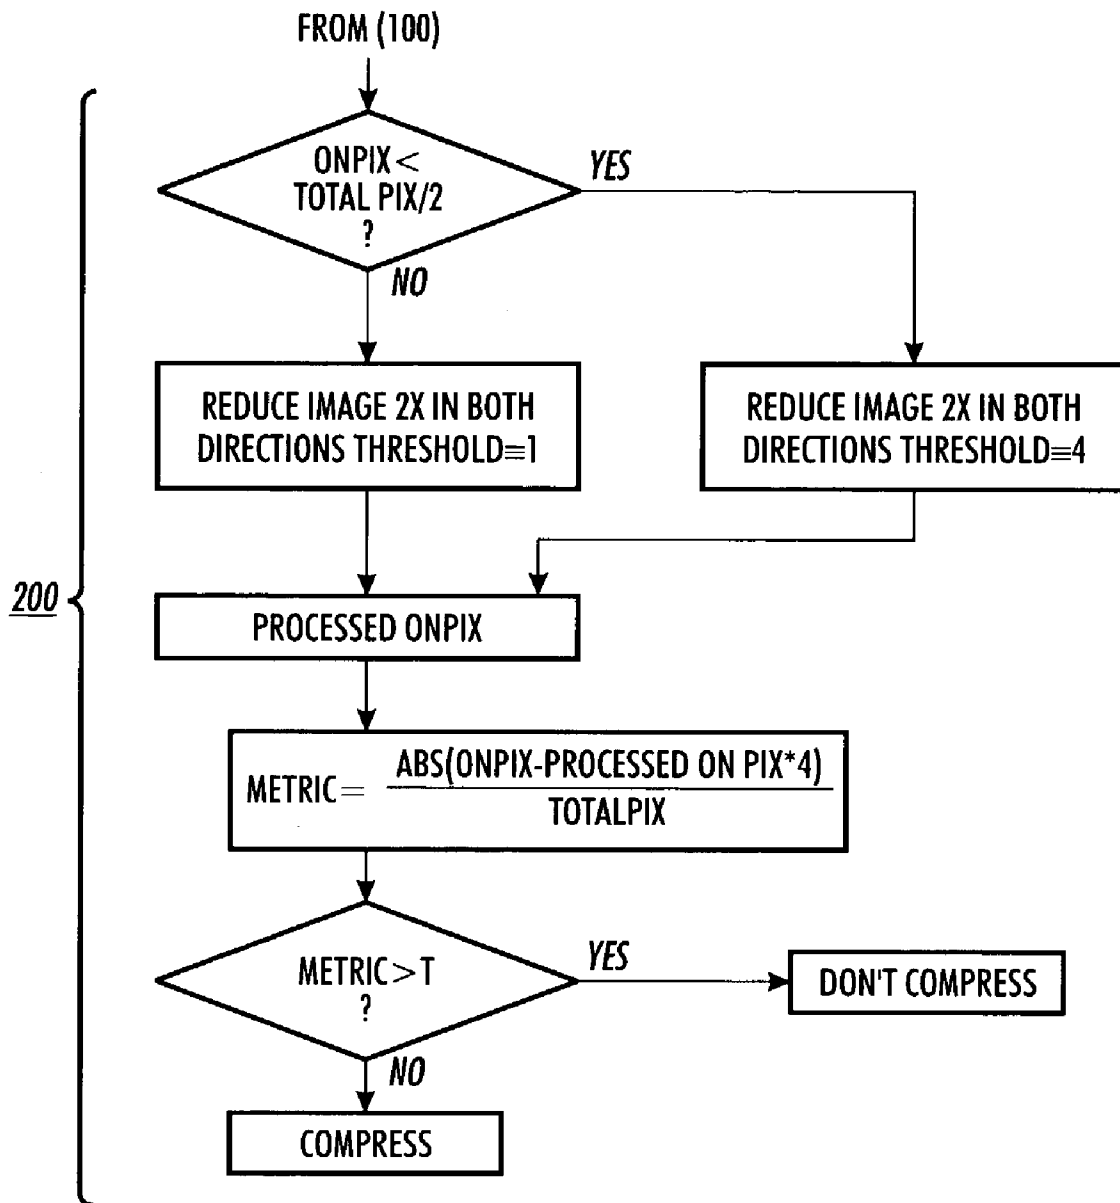 FROM (100)
ONPIX<
TOTAL PIX/2
?
YES
NO
REDUCE IMAGE 2X IN BOTH
DIRECTIONS THRESHOLD≡1
REDUCE IMAGE 2X IN BOTH
DIRECTIONS THRESHOLD≡4
200
PROCESSED ONPIX
METRIC= ABS(ONPIX-PROCESSED ON PIX*4)
TOTALPIX
METRIC>T
?
YES
DON'T COMPRESS
NO
COMPRESS